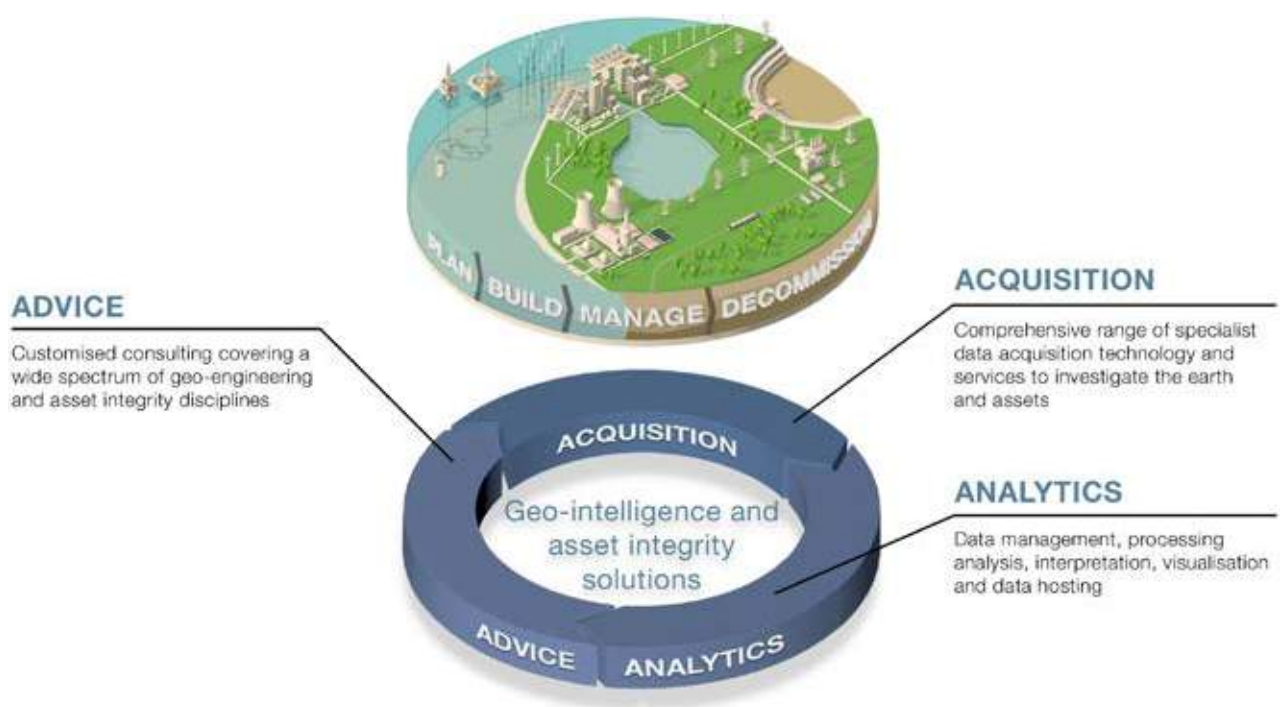 PLAN BUILD MANAGE DECOMMISSION
ADVICE
Customised consulting covering a
wide spectrum of geo-engineering
and asset integrity disciplines
ACQUISITION
Comprehensive range of specialist
data acquisition technology and
services to investigate the earth
and assets
ANALYTICS
Data management, processing
analysis, interpretation, visualisation
and data hosting
ACQUISITION
Geo-intelligence and
asset integrity
solutions
ADVICE
ANALYTICS